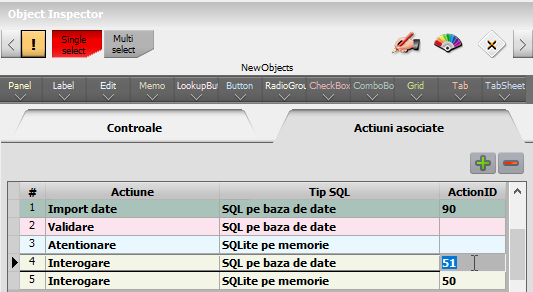 Object Inspector
! Single select Multi select
NewObjects
Panel Label Edit Memo LookupBut Button RadioGrou CheckBox ComboBo Grid Tab TabSheet
Controale Actiuni asociate
# Actiune Tip SQL ActionID
1 Import date SQL pe baza de date 90
2 Validare SQL pe baza de date
3 Atentionare SQLite pe memorie
4 Interogare SQL pe baza de date 51
5 Interogare SQLite pe memorie 50